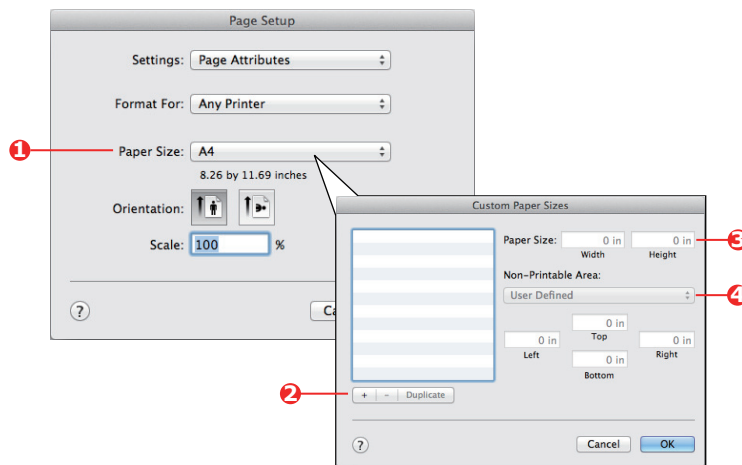 Page Setup
Settings: Page Attributes
Format For: Any Printer
1 Paper Size: A4
8.26 by 11.69 inches
Orientation:
Scale: 100 %
?
Ca
Custom Paper Sizes
Paper Size: 0 in 0 in 3
Width Height
Non-Printable Area:
User Defined 4
0 in
Top
0 in 0 in
Left Right
0 in
Bottom
2 + - Duplicate
? Cancel OK